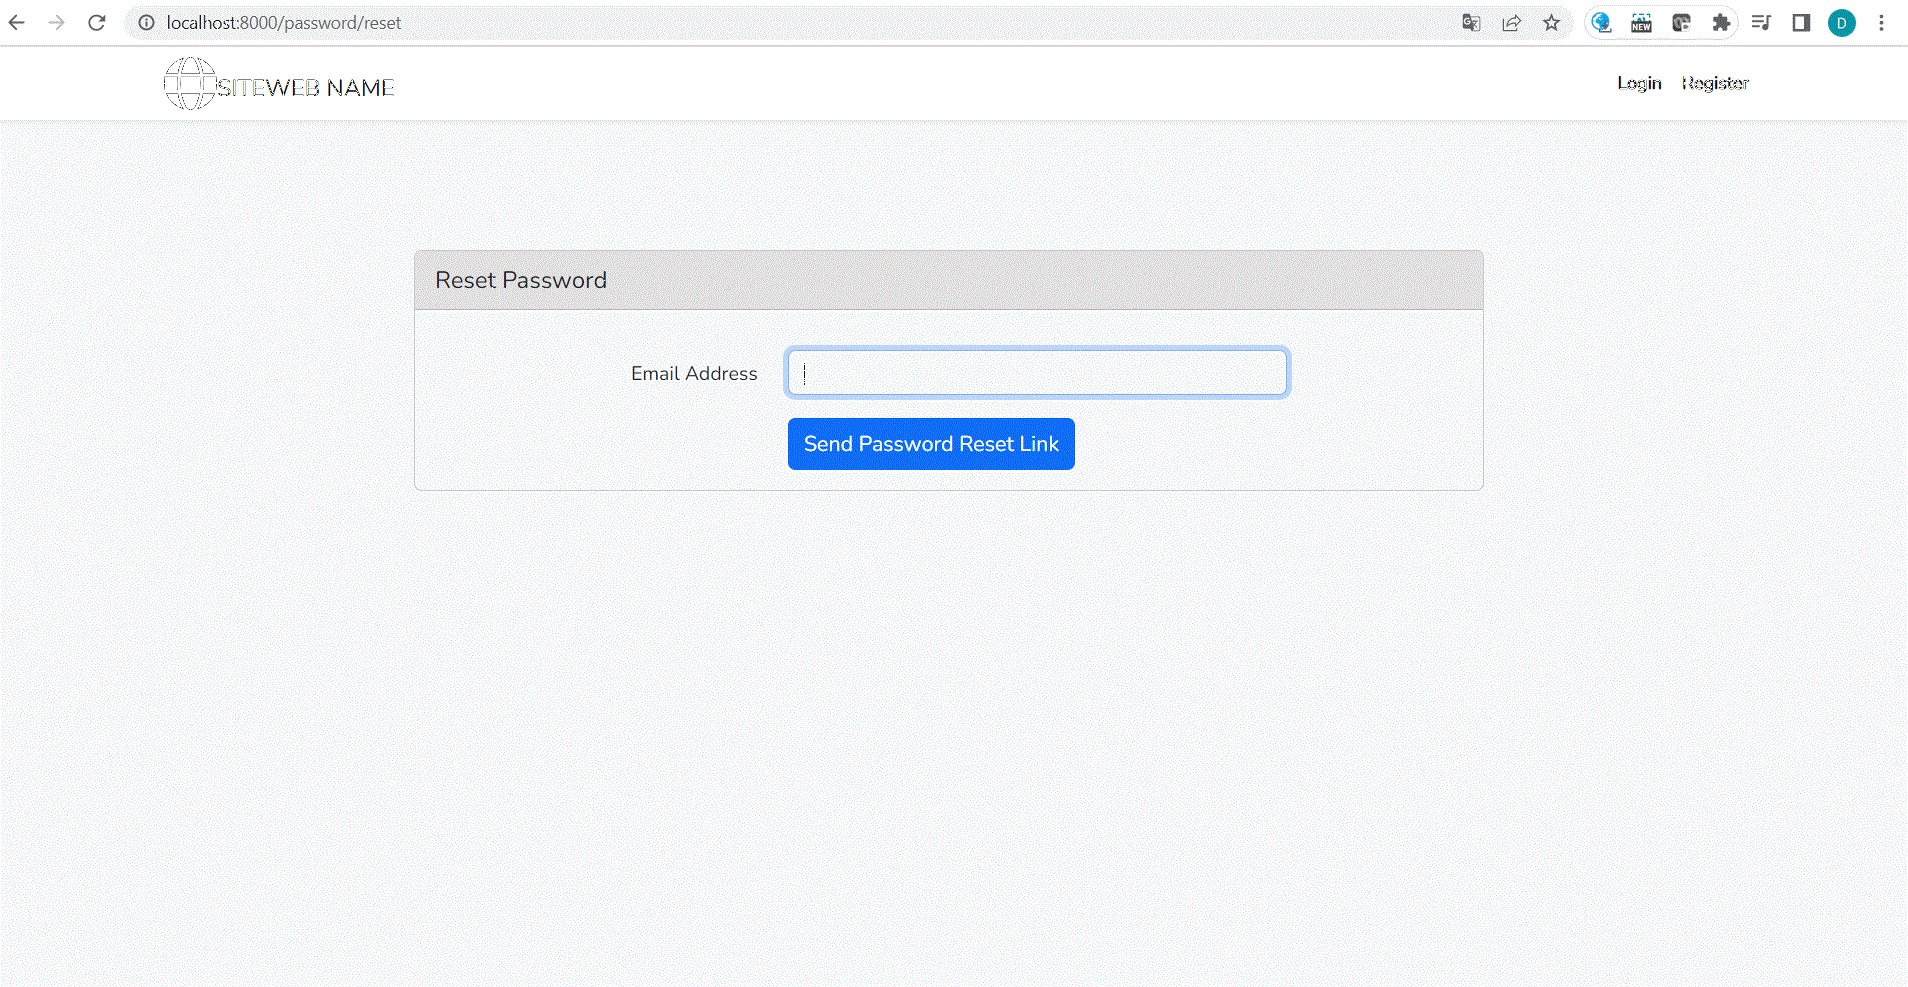 localhost:8000/password/reset
NEW
D
SITEWEB NAME
Login
Register
Reset Password
Email Address
Send Password Reset Link